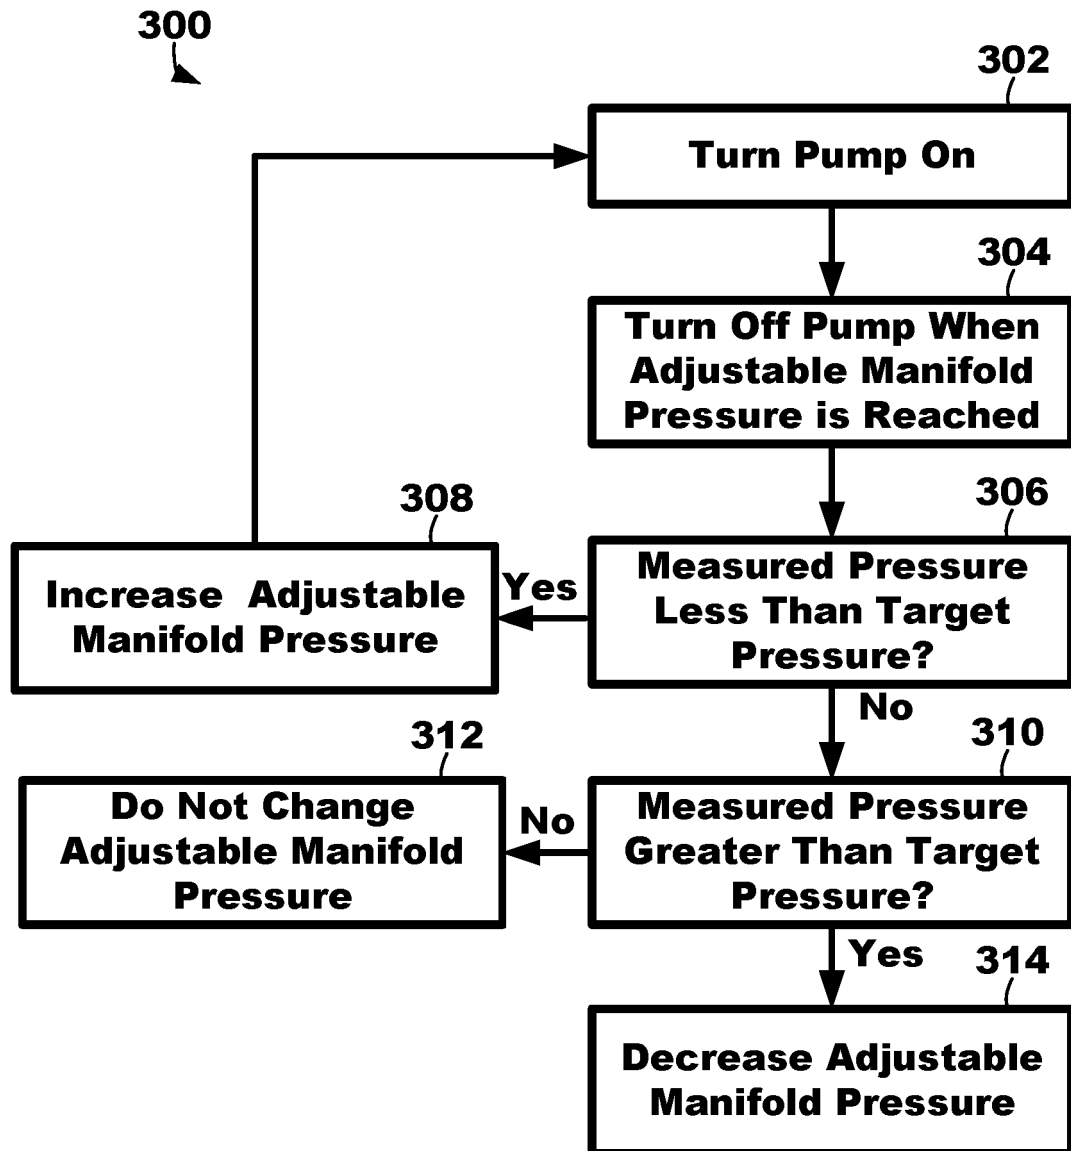 300
302
Turn Pump On
304
Turn Off Pump When
Adjustable Manifold
Pressure is Reached
306
Measured Pressure
Less Than Target
Pressure?
Yes
308
Increase Adjustable
Manifold Pressure
No
310
Measured Pressure
Greater Than Target
Pressure?
No
312
Do Not Change
Adjustable Manifold
Pressure
Yes
314
Decrease Adjustable
Manifold Pressure